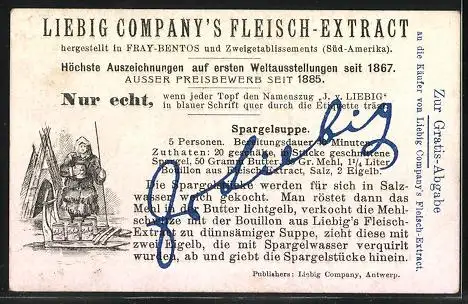 LIEBIG COMPANY'S FLEISCH-EXTRACT
hergestellt in FRAY-BENTOS und Zweigetablissements (Süd-Amerika).
Höchste Auszeichnungen auf ersten Weltausstellungen seit 1867.
AUSSER PREISBEWERB SEIT 1885.
Nur echt, wenn jeder Topf den Namenszug „J. v. LIEBIG"
in blauer Schrift quer durch die Etikette trägt.
Spargelsuppe.
5 Personen. Bereitungsdauer Minuten.
Zuthaten: 20 geschälte, in Stücke geschnittene
Spargel, 50 Gramm Butter, Gr. Mehl, 1¼ Liter
Bouillon aus Fleisch-Extract, Salz, 2 Eigelb.
Die Spargelstücke werden für sich in Salz-
wasser weich gekocht. Man röstet dann das
Mehl in der Butter lichtgelb, verkocht die Mehl-
schwitze mit der Bouillon aus Liebig's Fleisch-
Extract zu dünnsämiger Suppe, zieht diese mit
zwei Eigelb, die mit Spargelwasser verquirlt
wurden, ab und giebt die Spargelstücke hinein.
Publishers: Liebig Company, Antwerp.
Zur Gratis-Abgabe
an die Käufer von Liebig Company's Fleisch-Extract.
J v Liebig